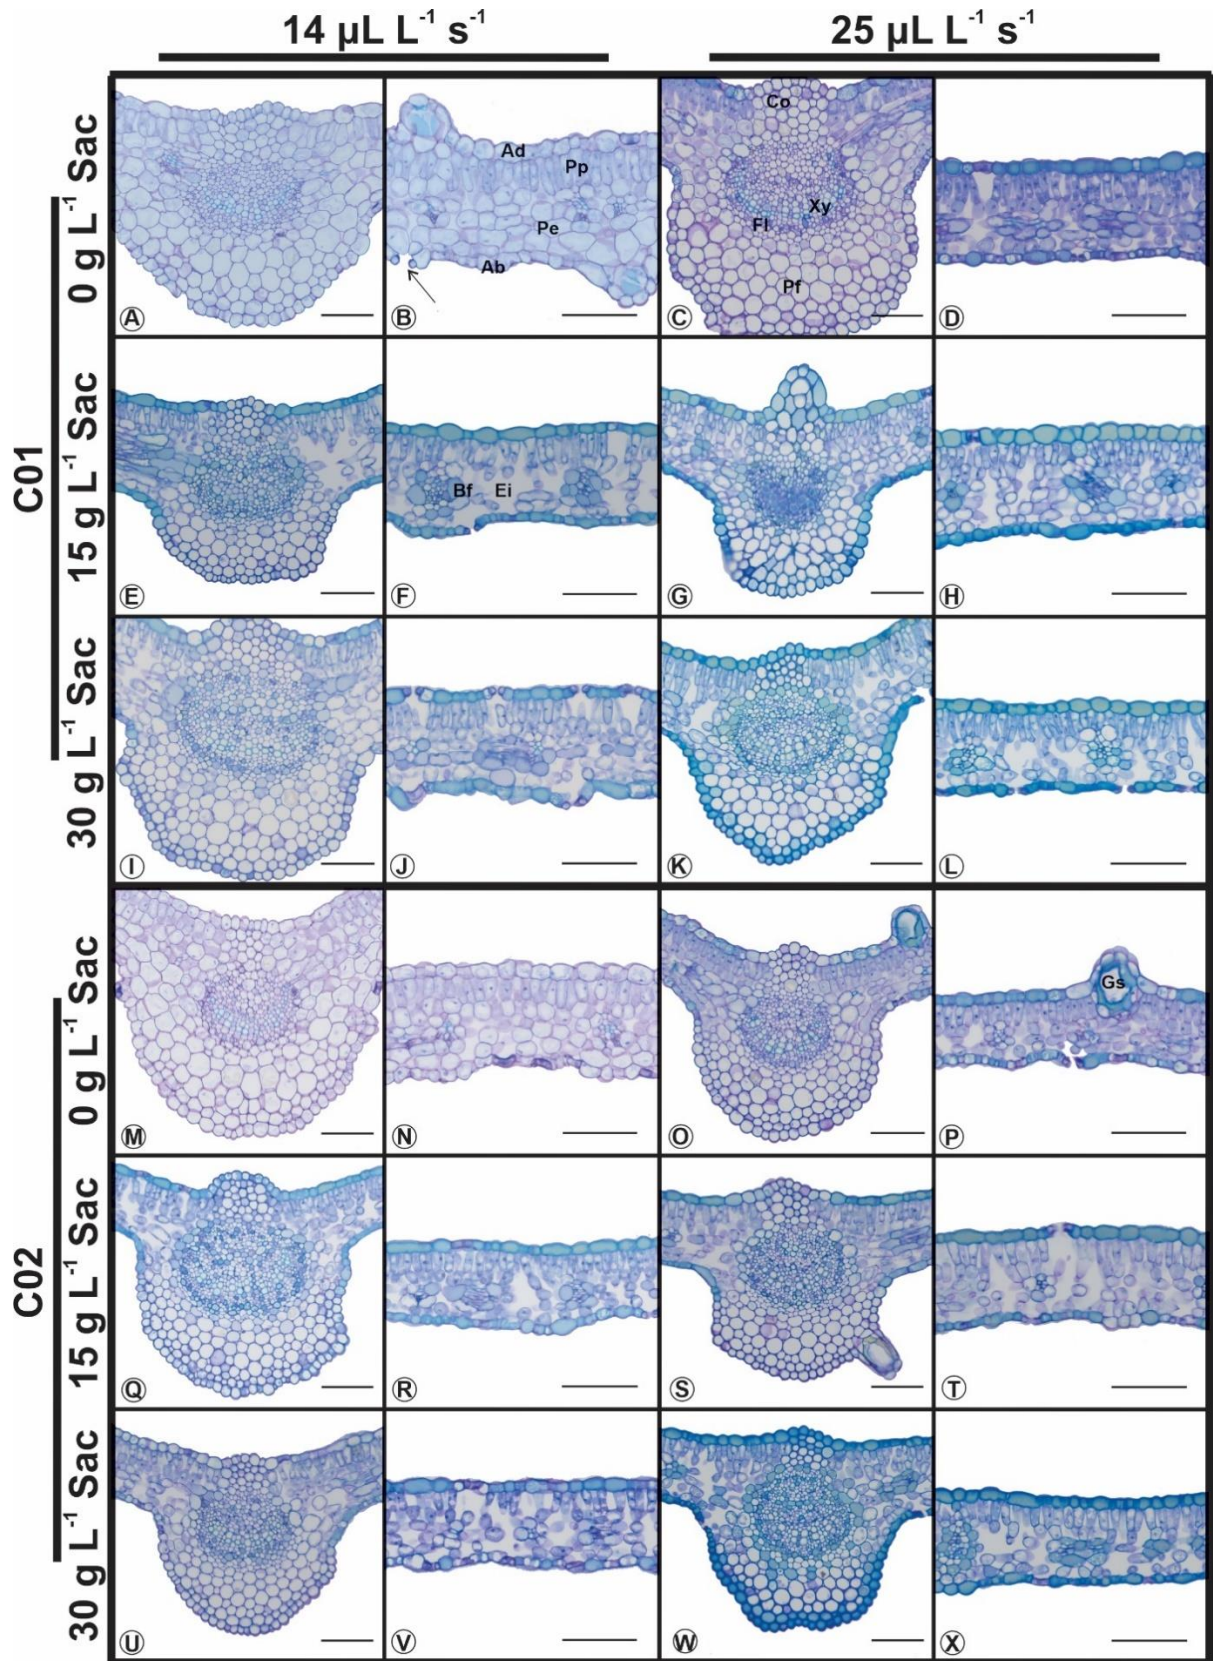 14 µL L⁻¹ s⁻¹
25 µL L⁻¹ s⁻¹
C01
0 g L⁻¹ Sac
A
B
Ad
Pp
Pe
Ab
C
Co
Xy
Fl
Pf
D
15 g L⁻¹ Sac
E
F
Bf
Ei
G
H
30 g L⁻¹ Sac
I
J
K
L
C02
0 g L⁻¹ Sac
M
N
O
P
Gs
15 g L⁻¹ Sac
Q
R
S
T
30 g L⁻¹ Sac
U
V
W
X